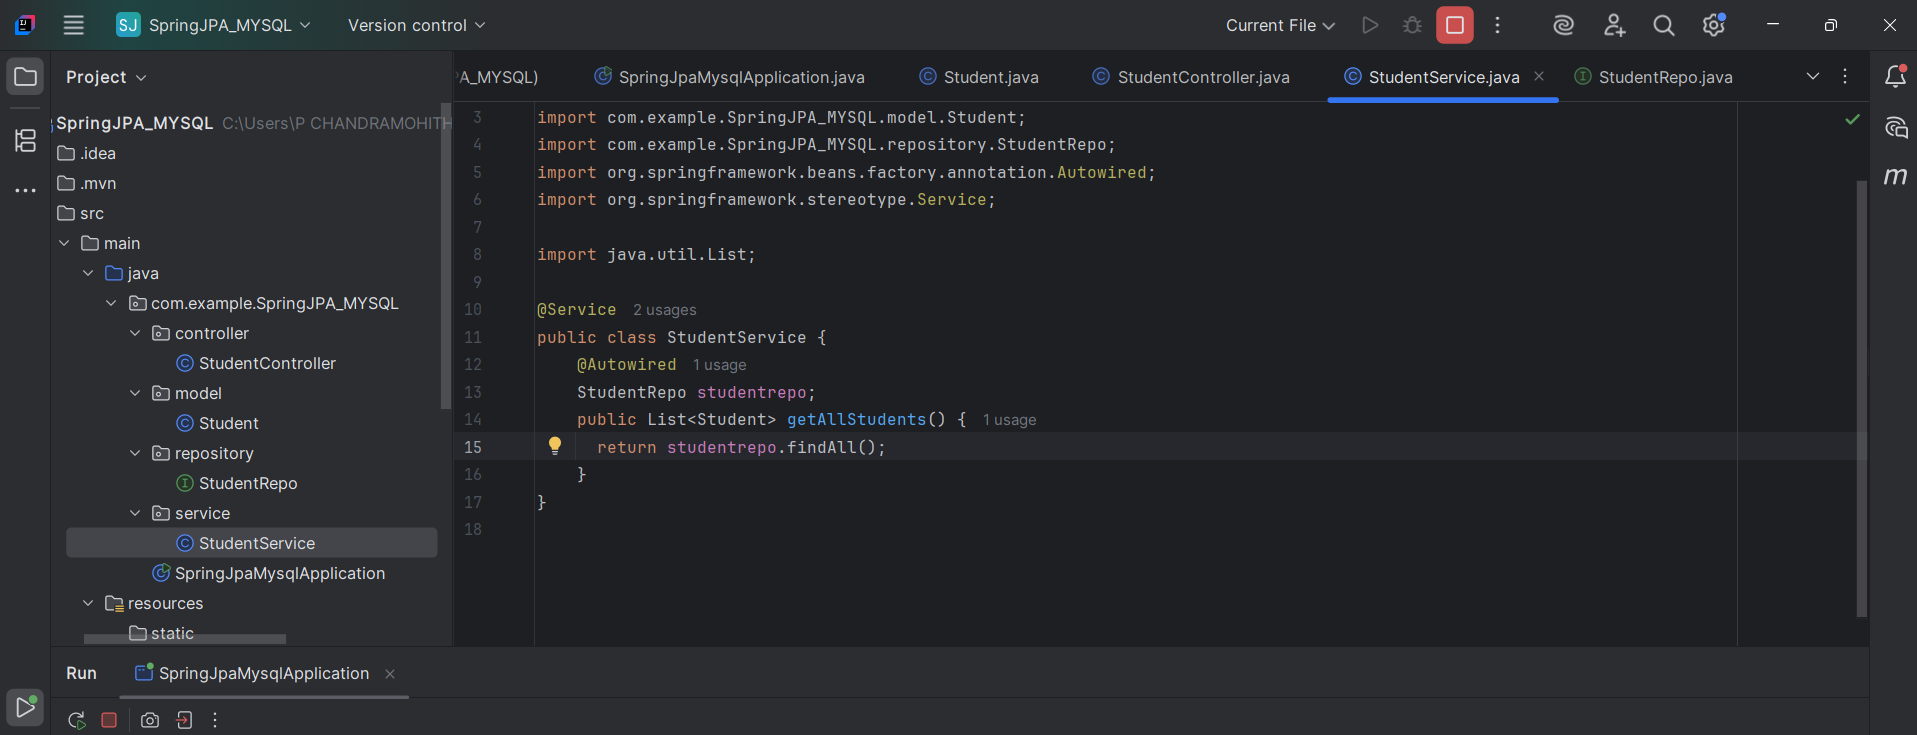 SJ SpringJPA_MYSQL Version control Current File
Project
A_MYSQL) SpringJpaMysqlApplication.java Student.java StudentController.java StudentService.java StudentRepo.java
SpringJPA_MYSQL C:\Users\P CHANDRAMOHITH
.idea
.mvn
src
main
java
com.example.SpringJPA_MYSQL
controller
StudentController
model
Student
repository
StudentRepo
service
StudentService
SpringJpaMysqlApplication
resources
static
3 import com.example.SpringJPA_MYSQL.model.Student;
4 import com.example.SpringJPA_MYSQL.repository.StudentRepo;
5 import org.springframework.beans.factory.annotation.Autowired;
6 import org.springframework.stereotype.Service;
7
8 import java.util.List;
9
10 @Service 2 usages
11 public class StudentService {
12 @Autowired 1 usage
13 StudentRepo studentrepo;
14 public List<Student> getAllStudents() { 1 usage
15 return studentrepo.findAll();
16 }
17 }
18
m
Run SpringJpaMysqlApplication